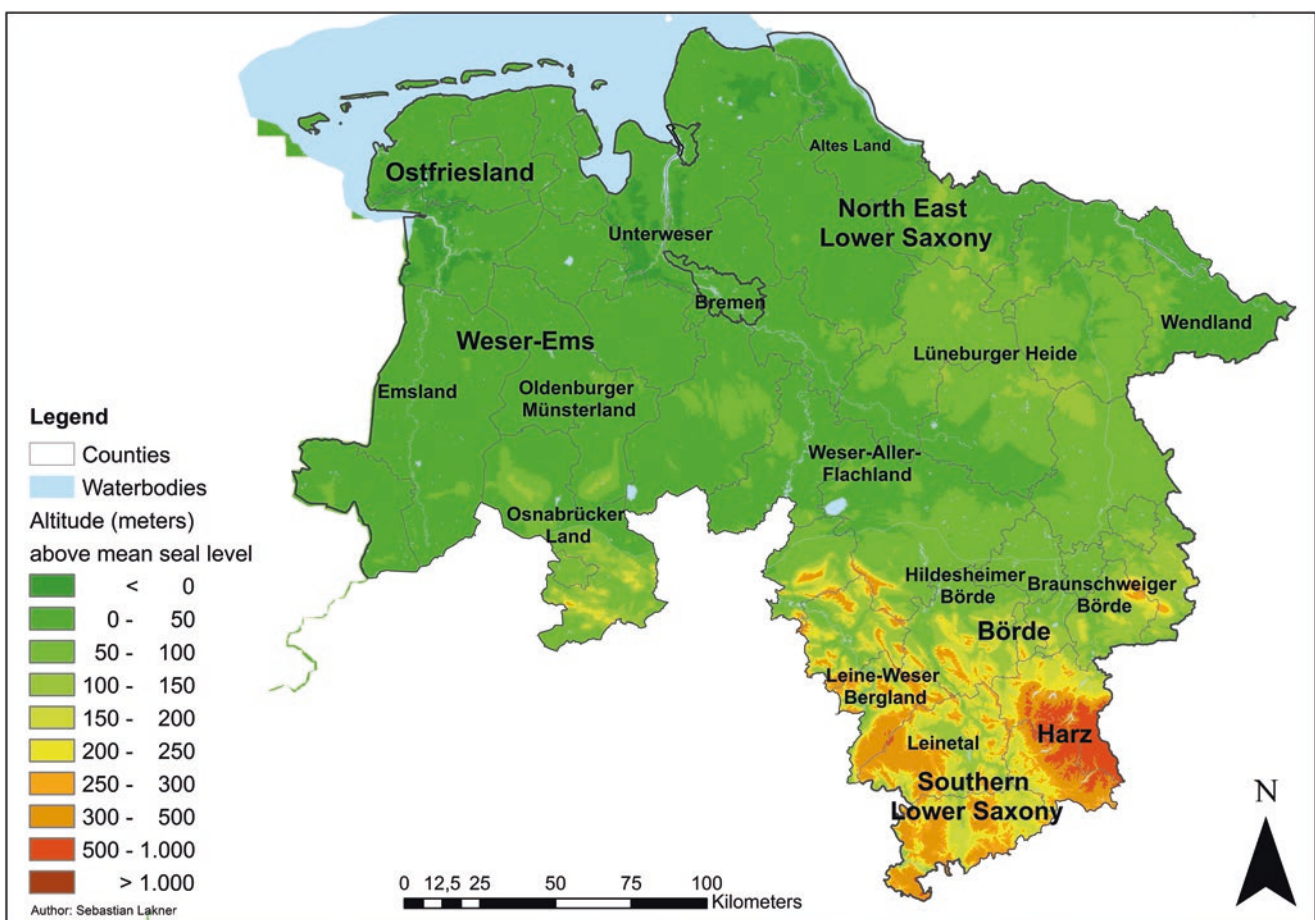 Altes Land
Ostfriesland
North East
Lower Saxony
Unterweser
Bremen
Wendland
Weser-Ems
Lüneburger Heide
Emsland
Oldenburger
Münsterland
Weser-Aller-
Flachland
Osnabrücker
Land
Hildesheimer
Börde
Braunschweiger
Börde
Börde
Leine-Weser
Bergland
Harz
Leinetal
Southern
Lower Saxony
Legend
Counties
Waterbodies
Altitude (meters)
above mean seal level
< 0
0 - 50
50 - 100
100 - 150
150 - 200
200 - 250
250 - 300
300 - 500
500 - 1.000
> 1.000
Author: Sebastian Lakner
0 12,5 25 50 75 100
Kilometers
N